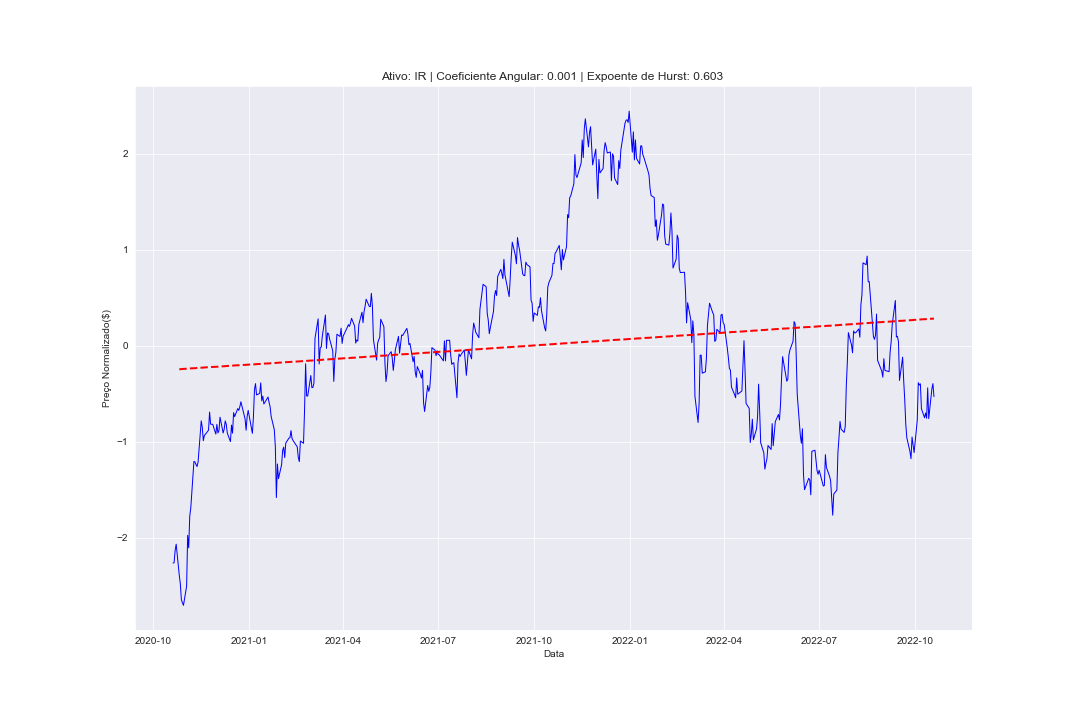 Ativo: IR | Coeficiente Angular: 0.001 | Expoente de Hurst: 0.603
Preço Normalizado($)
2
1
0
−1
−2
2020-10 2021-01 2021-04 2021-07 2021-10 2022-01 2022-04 2022-07 2022-10
Data